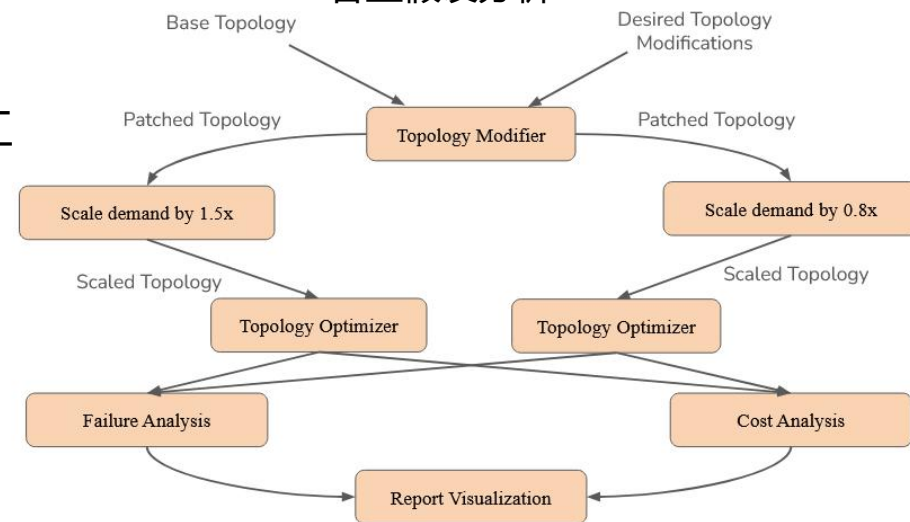 Base Topology
Desired Topology
Modifications
Patched Topology
Topology Modifier
Patched Topology
Scale demand by 1.5x
Scale demand by 0.8x
Scaled Topology
Scaled Topology
Topology Optimizer
Topology Optimizer
Failure Analysis
Cost Analysis
Report Visualization